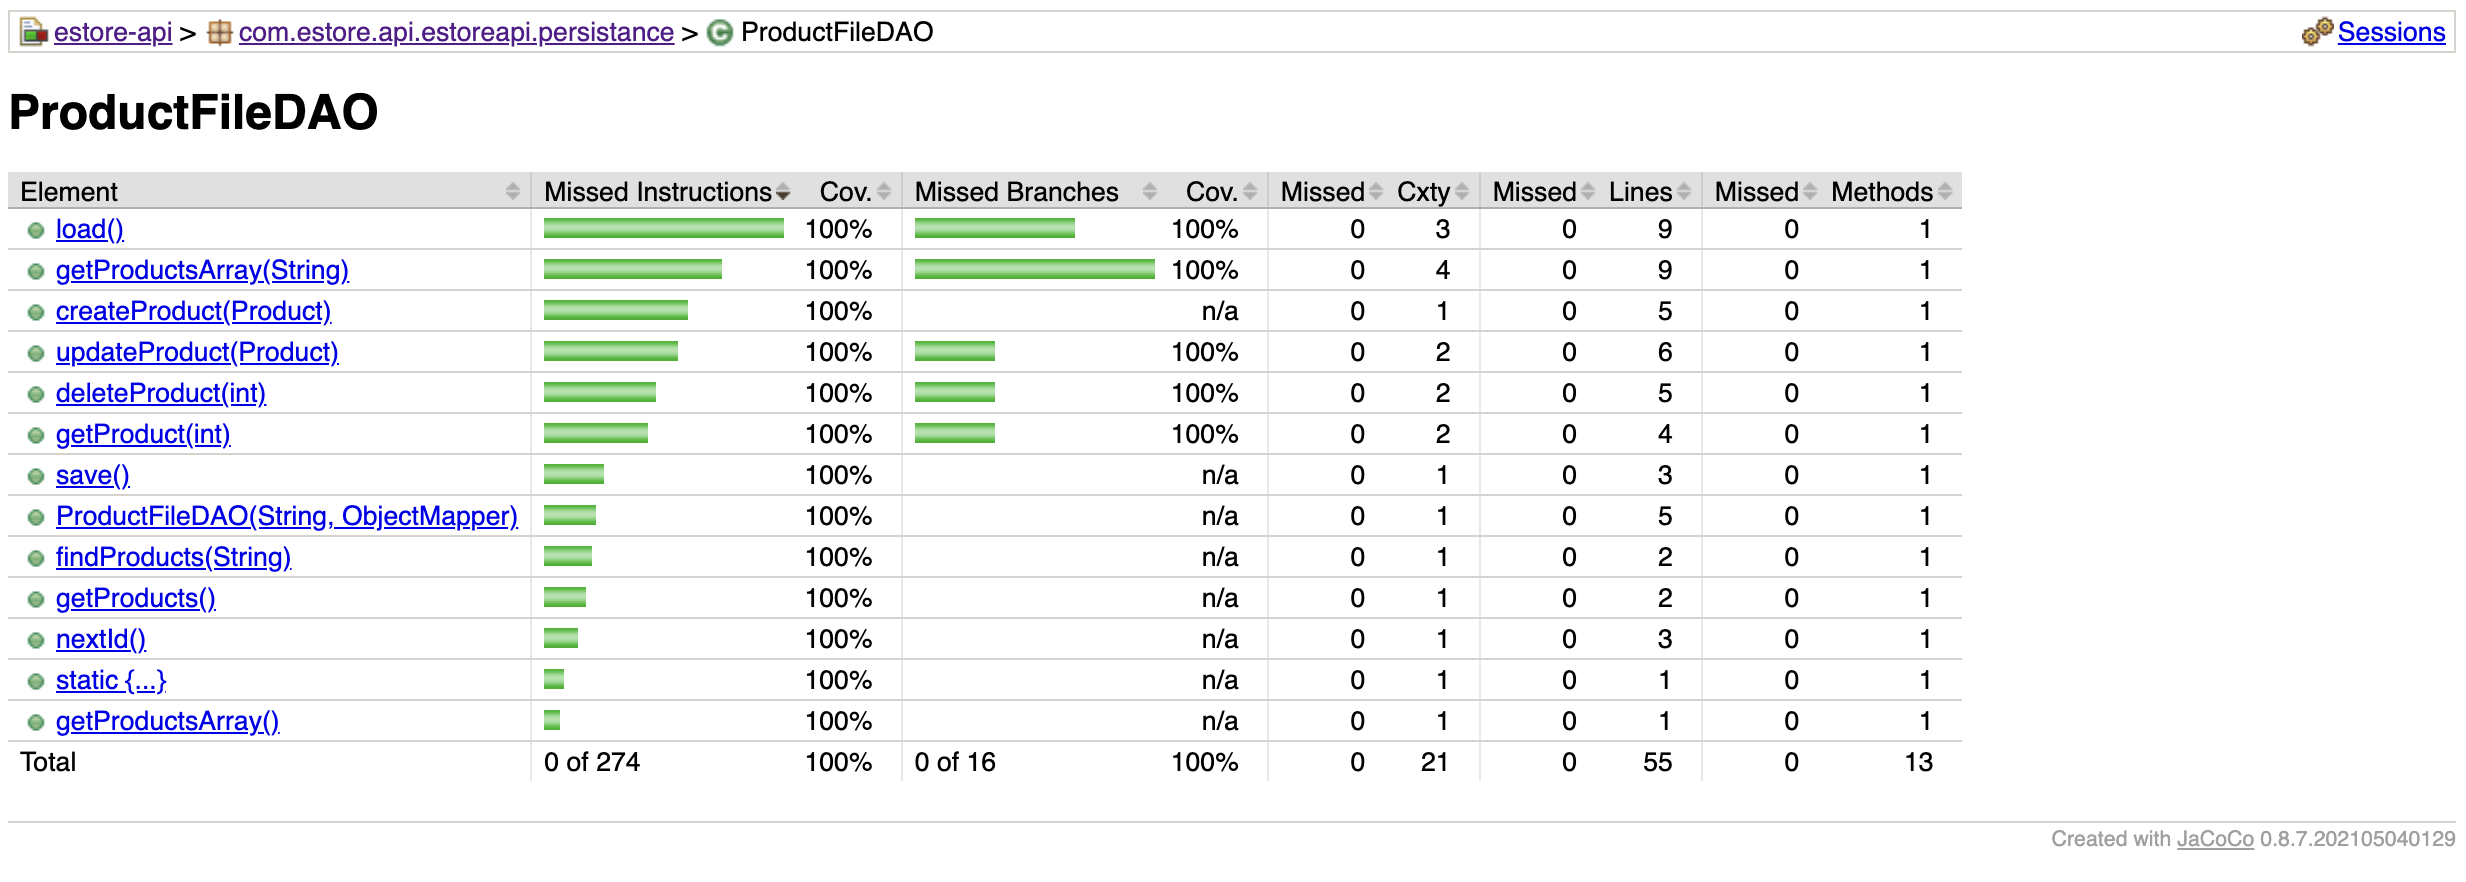 estore-api > com.estore.api.estoreapi.persistance > ProductFileDAO Sessions
ProductFileDAO
Element Missed Instructions Cov. Missed Branches Cov. Missed Cxty Missed Lines Missed Methods
load() 100% 100% 0 3 0 9 0 1
getProductsArray(String) 100% 100% 0 4 0 9 0 1
createProduct(Product) 100% n/a 0 1 0 5 0 1
updateProduct(Product) 100% 100% 0 2 0 6 0 1
deleteProduct(int) 100% 100% 0 2 0 5 0 1
getProduct(int) 100% 100% 0 2 0 4 0 1
save() 100% n/a 0 1 0 3 0 1
ProductFileDAO(String, ObjectMapper) 100% n/a 0 1 0 5 0 1
findProducts(String) 100% n/a 0 1 0 2 0 1
getProducts() 100% n/a 0 1 0 2 0 1
nextId() 100% n/a 0 1 0 3 0 1
static {...} 100% n/a 0 1 0 1 0 1
getProductsArray() 100% n/a 0 1 0 1 0 1
Total 0 of 274 100% 0 of 16 100% 0 21 0 55 0 13
Created with JaCoCo 0.8.7.202105040129